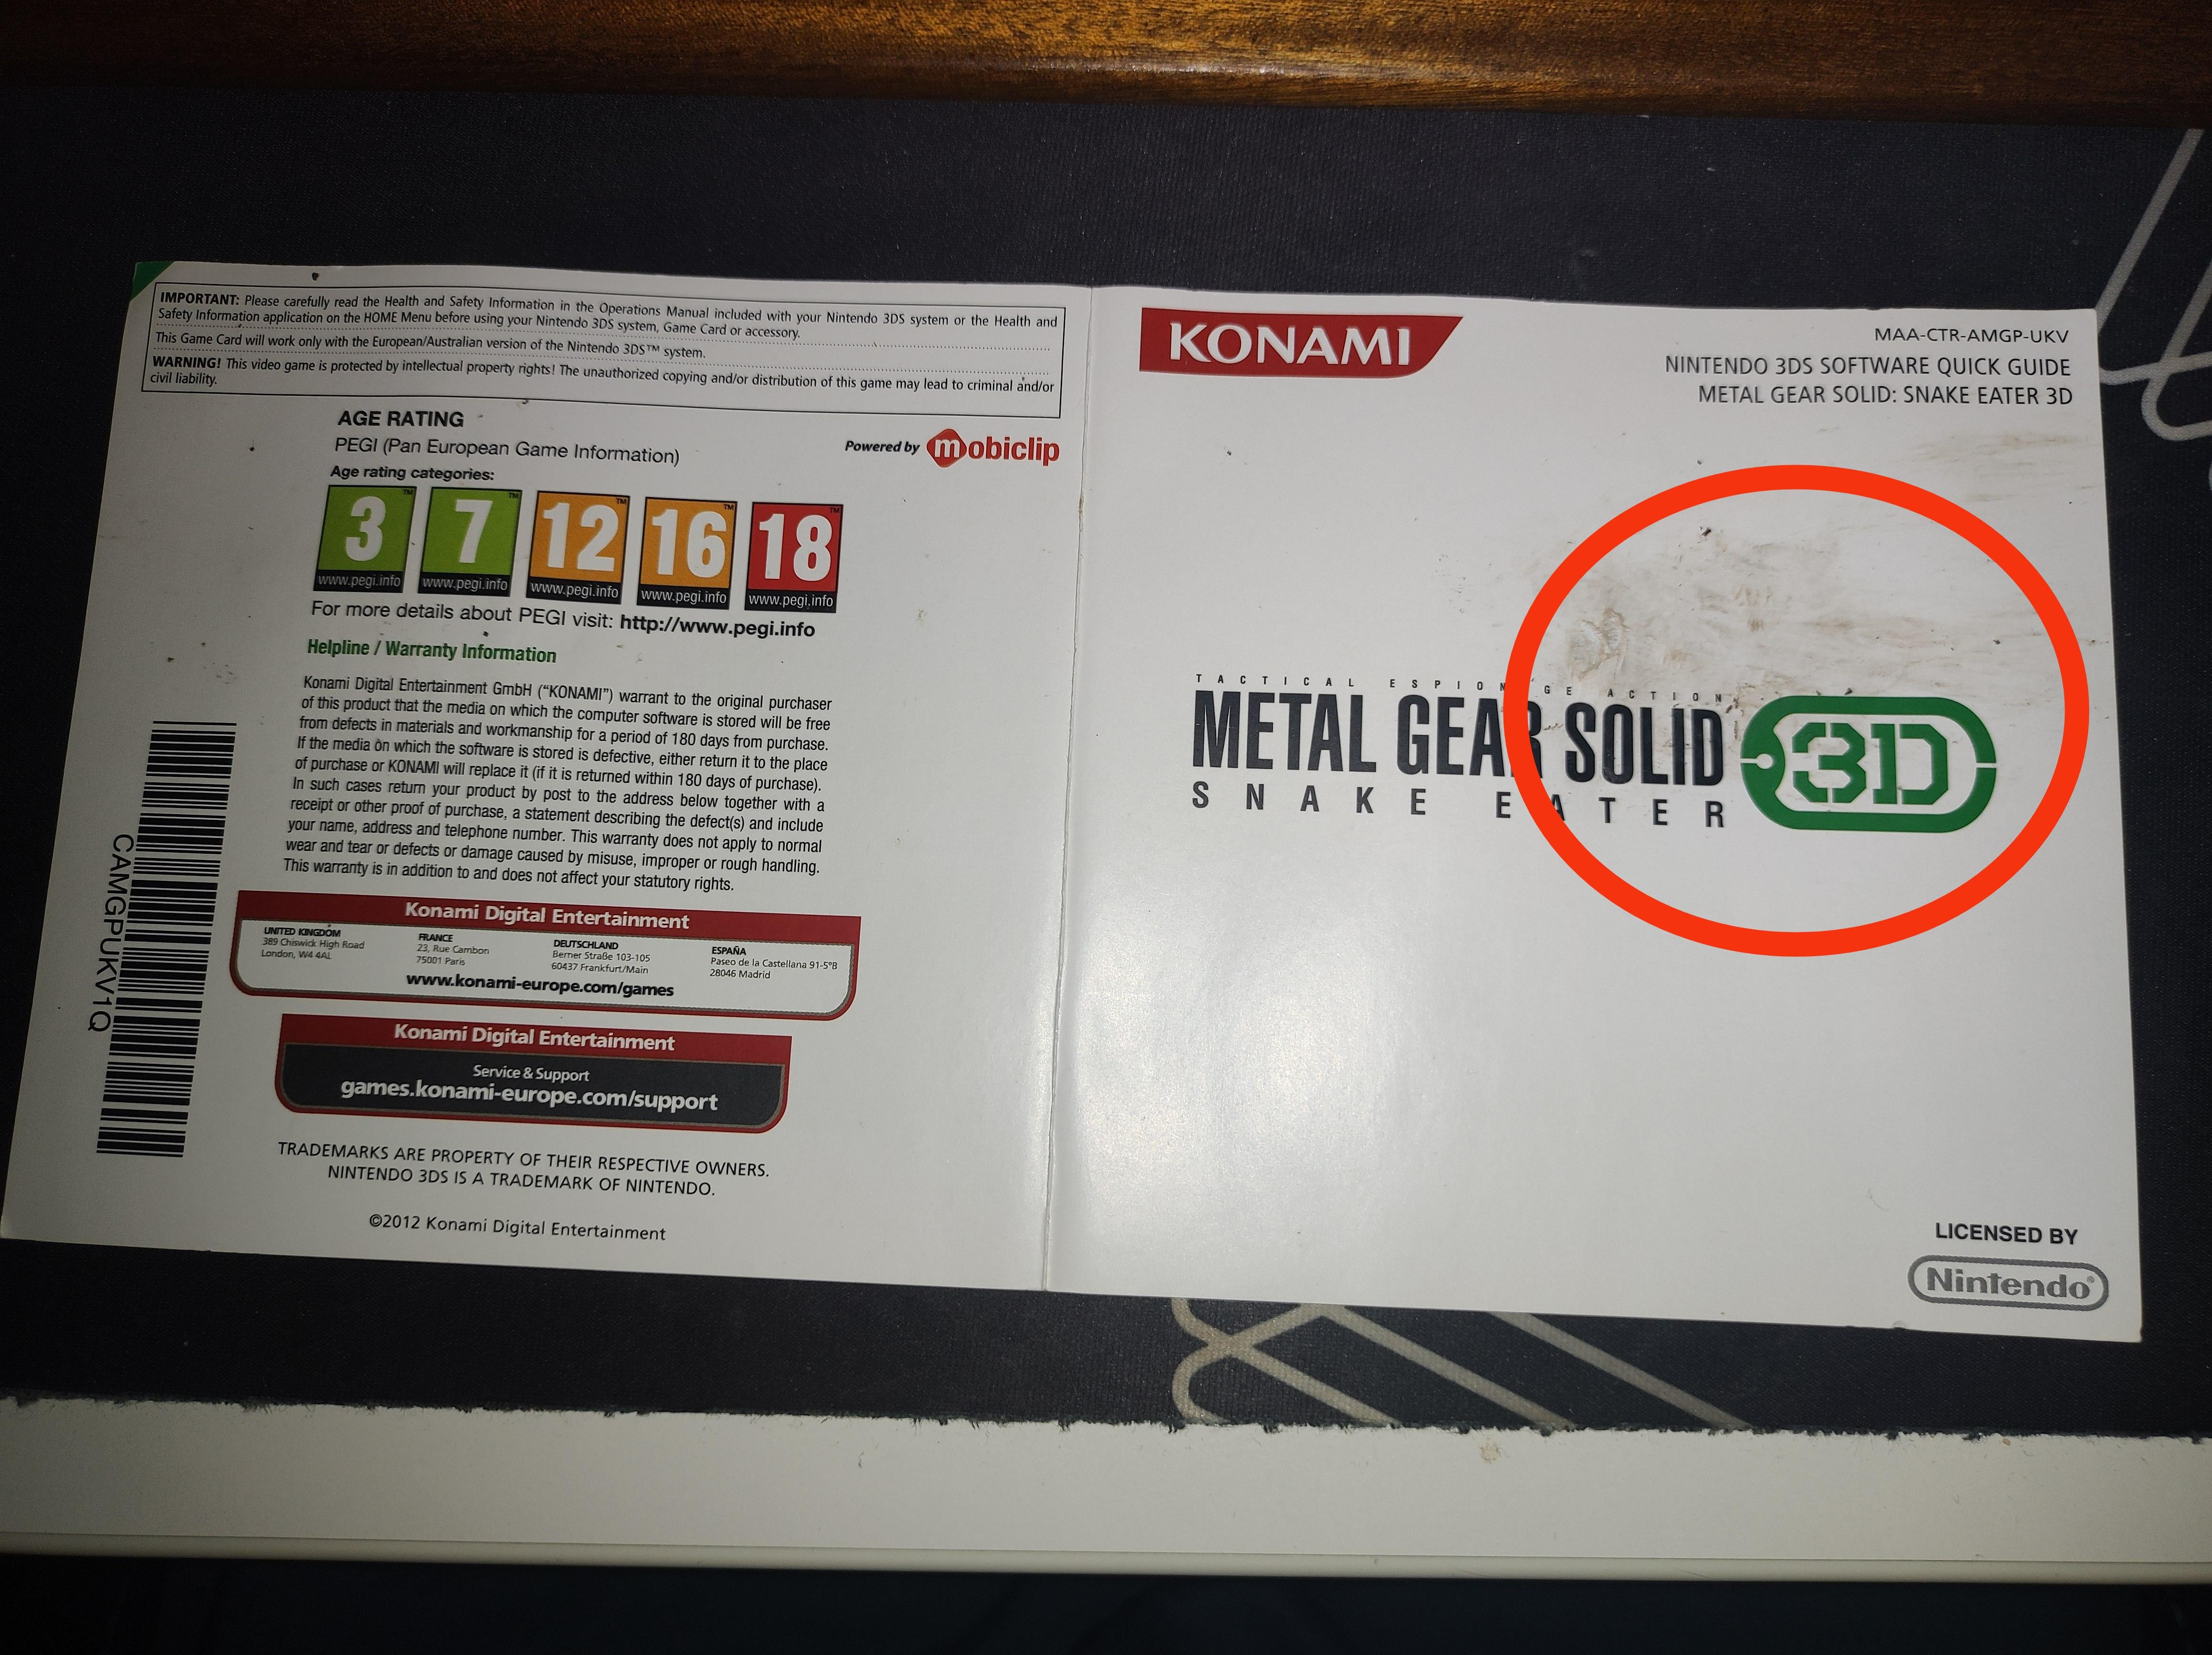 IMPORTANT: Please carefully read the Health and Safety Information in the Operations Manual included with your Nintendo 3DS system or the Health and
Safety Information application on the HOME Menu before using your Nintendo 3DS system, Game Card or accessory.
This Game Card will work only with the European/Australian version of the Nintendo 3DS™ system.
WARNING! This video game is protected by intellectual property rights! The unauthorized copying and/or distribution of this game may lead to criminal and/or
civil liability.
AGE RATING
PEGI (Pan European Game Information)
Age rating categories:
Powered by mobiclip
3™ 7™ 12™ 16™ 18™
www.pegi.info www.pegi.info www.pegi.info www.pegi.info www.pegi.info
For more details about PEGI visit: http://www.pegi.info
Helpline / Warranty Information
Konami Digital Entertainment GmbH (“KONAMI”) warrant to the original purchaser
of this product that the media on which the computer software is stored will be free
from defects in materials and workmanship for a period of 180 days from purchase.
If the media on which the software is stored is defective, either return it to the place
of purchase or KONAMI will replace it (if it is returned within 180 days of purchase).
In such cases return your product by post to the address below together with a
receipt or other proof of purchase, a statement describing the defect(s) and include
your name, address and telephone number. This warranty does not apply to normal
wear and tear or defects or damage caused by misuse, improper or rough handling.
This warranty is in addition to and does not affect your statutory rights.
CAMGPUKV1Q
Konami Digital Entertainment
UNITED KINGDOM
389 Chiswick High Road
London, W4 4AL
FRANCE
23, Rue Cambon
75001 Paris
DEUTSCHLAND
Berner Straße 103-105
60437 Frankfurt/Main
ESPAÑA
Paseo de la Castellana 91-5ºB
28046 Madrid
www.konami-europe.com/games
Konami Digital Entertainment
Service & Support
games.konami-europe.com/support
TRADEMARKS ARE PROPERTY OF THEIR RESPECTIVE OWNERS.
NINTENDO 3DS IS A TRADEMARK OF NINTENDO.
©2012 Konami Digital Entertainment
KONAMI
MAA-CTR-AMGP-UKV
NINTENDO 3DS SOFTWARE QUICK GUIDE
METAL GEAR SOLID: SNAKE EATER 3D
TACTICAL ESPIONAGE ACTION
METAL GEAR SOLID 3D
SNAKE EATER
LICENSED BY
Nintendo®